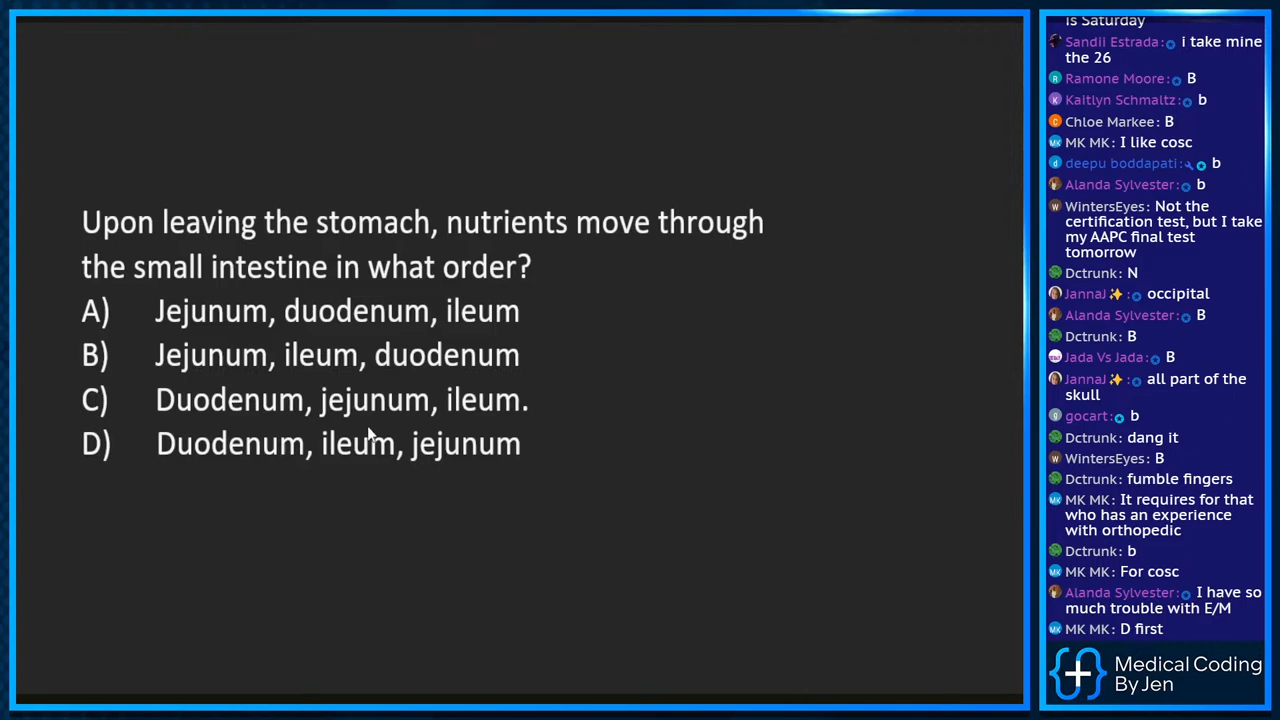 Upon leaving the stomach, nutrients move through
the small intestine in what order?
A) Jejunum, duodenum, ileum
B) Jejunum, ileum, duodenum
C) Duodenum, jejunum, ileum.
D) Duodenum, ileum, jejunum
is Saturday
Sandii Estrada: i take mine
the 26
Ramone Moore: B
Kaitlyn Schmaltz: b
Chloe Markee: B
MK MK: I like cosc
deepu boddapati: b
Alanda Sylvester: b
WintersEyes: Not the
certification test, but I take
my AAPC final test
tomorrow
Dctrunk: N
JannaJ✨: occipital
Alanda Sylvester: B
Dctrunk: B
Jada Vs Jada: B
JannaJ✨: all part of the
skull
gocart: b
Dctrunk: dang it
WintersEyes: B
Dctrunk: fumble fingers
MK MK: It requires for that
who has an experience
with orthopedic
Dctrunk: b
MK MK: For cosc
Alanda Sylvester: I have so
much trouble with E/M
MK MK: D first
Medical Coding
By Jen